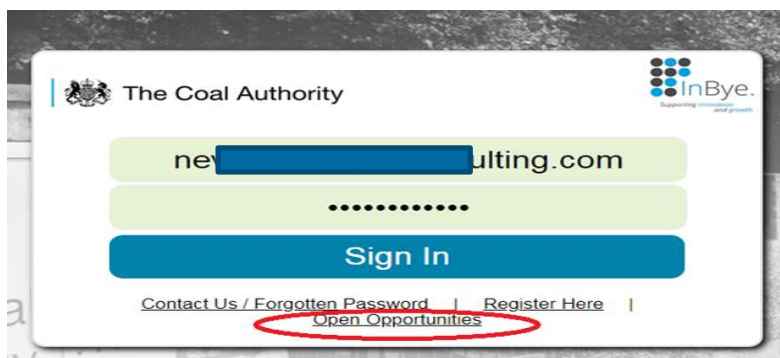 The Coal Authority
InBye.
Supporting innovation
and growth.
ulting.com
••••••••••••
Sign In
Contact Us / Forgotten Password | Register Here |
Open Opportunities